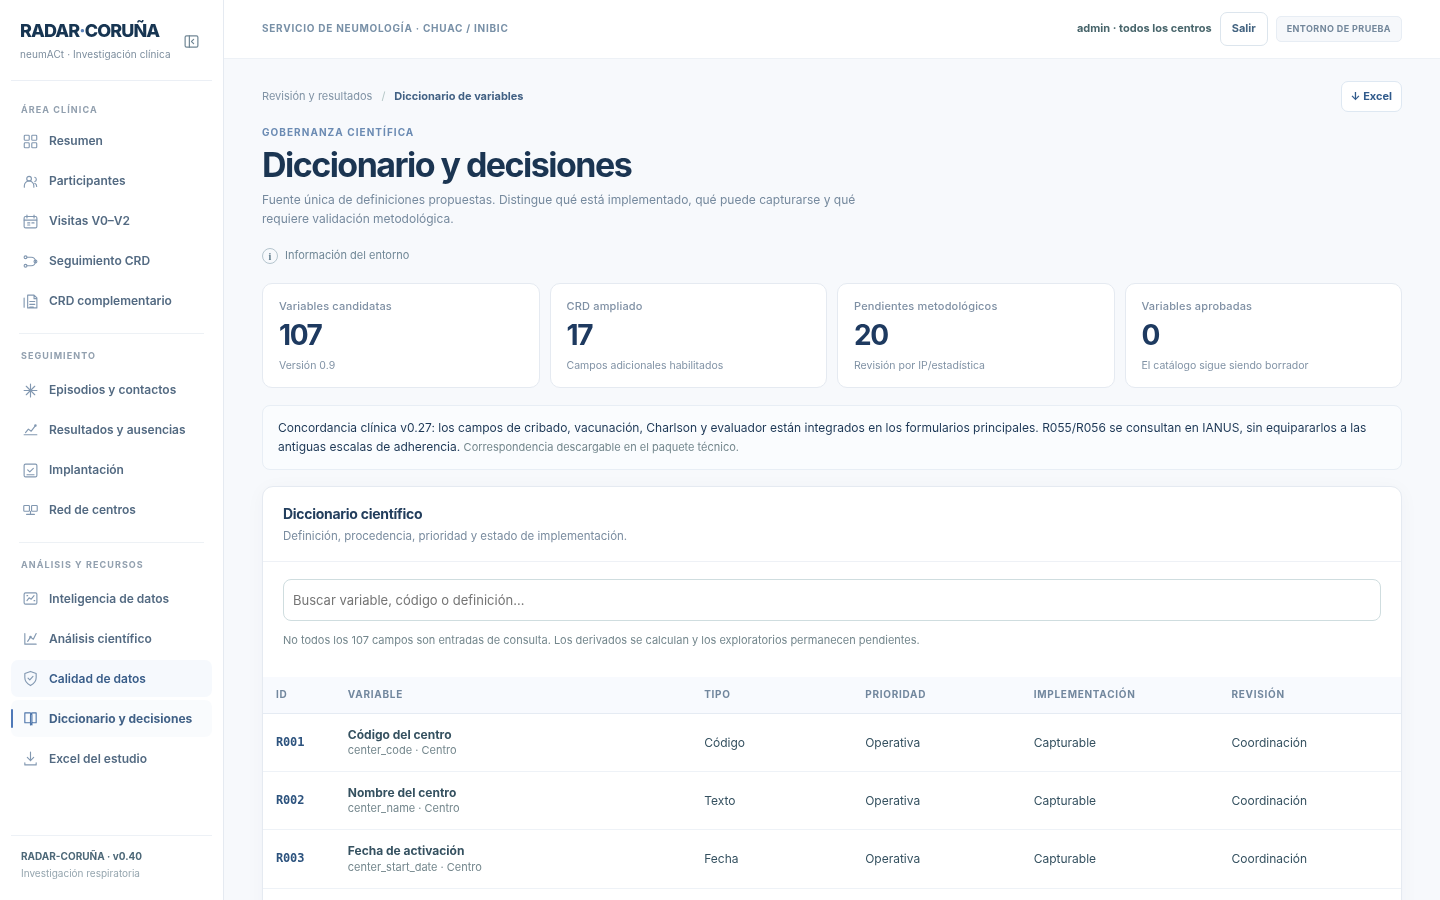 RADAR·CORUÑA
neumACt · Investigación clínica
ÁREA CLÍNICA
Resumen
Participantes
Visitas V0–V2
Seguimiento CRD
CRD complementario
SEGUIMIENTO
Episodios y contactos
Resultados y ausencias
Implantación
Red de centros
ANÁLISIS Y RECURSOS
Inteligencia de datos
Análisis científico
Calidad de datos
Diccionario y decisiones
Excel del estudio
RADAR-CORUÑA · v0.40
Investigación respiratoria
SERVICIO DE NEUMOLOGÍA · CHUAC / INIBIC
admin · todos los centros
Salir
ENTORNO DE PRUEBA
Revisión y resultados / Diccionario de variables
↓ Excel
GOBERNANZA CIENTÍFICA
Diccionario y decisiones
Fuente única de definiciones propuestas. Distingue qué está implementado, qué puede capturarse y qué
requiere validación metodológica.
i Información del entorno
Variables candidatas
107
Versión 0.9
CRD ampliado
17
Campos adicionales habilitados
Pendientes metodológicos
20
Revisión por IP/estadística
Variables aprobadas
0
El catálogo sigue siendo borrador
Concordancia clínica v0.27: los campos de cribado, vacunación, Charlson y evaluador están integrados en los formularios principales. R055/R056 se consultan en IANUS, sin equipararlos a las
antiguas escalas de adherencia. Correspondencia descargable en el paquete técnico.
Diccionario científico
Definición, procedencia, prioridad y estado de implementación.
Buscar variable, código o definición...
No todos los 107 campos son entradas de consulta. Los derivados se calculan y los exploratorios permanecen pendientes.
ID VARIABLE TIPO PRIORIDAD IMPLEMENTACIÓN REVISIÓN
R001 Código del centro Código Operativa Capturable Coordinación
center_code · Centro
R002 Nombre del centro Texto Operativa Capturable Coordinación
center_name · Centro
R003 Fecha de activación Fecha Operativa Capturable Coordinación
center_start_date · Centro